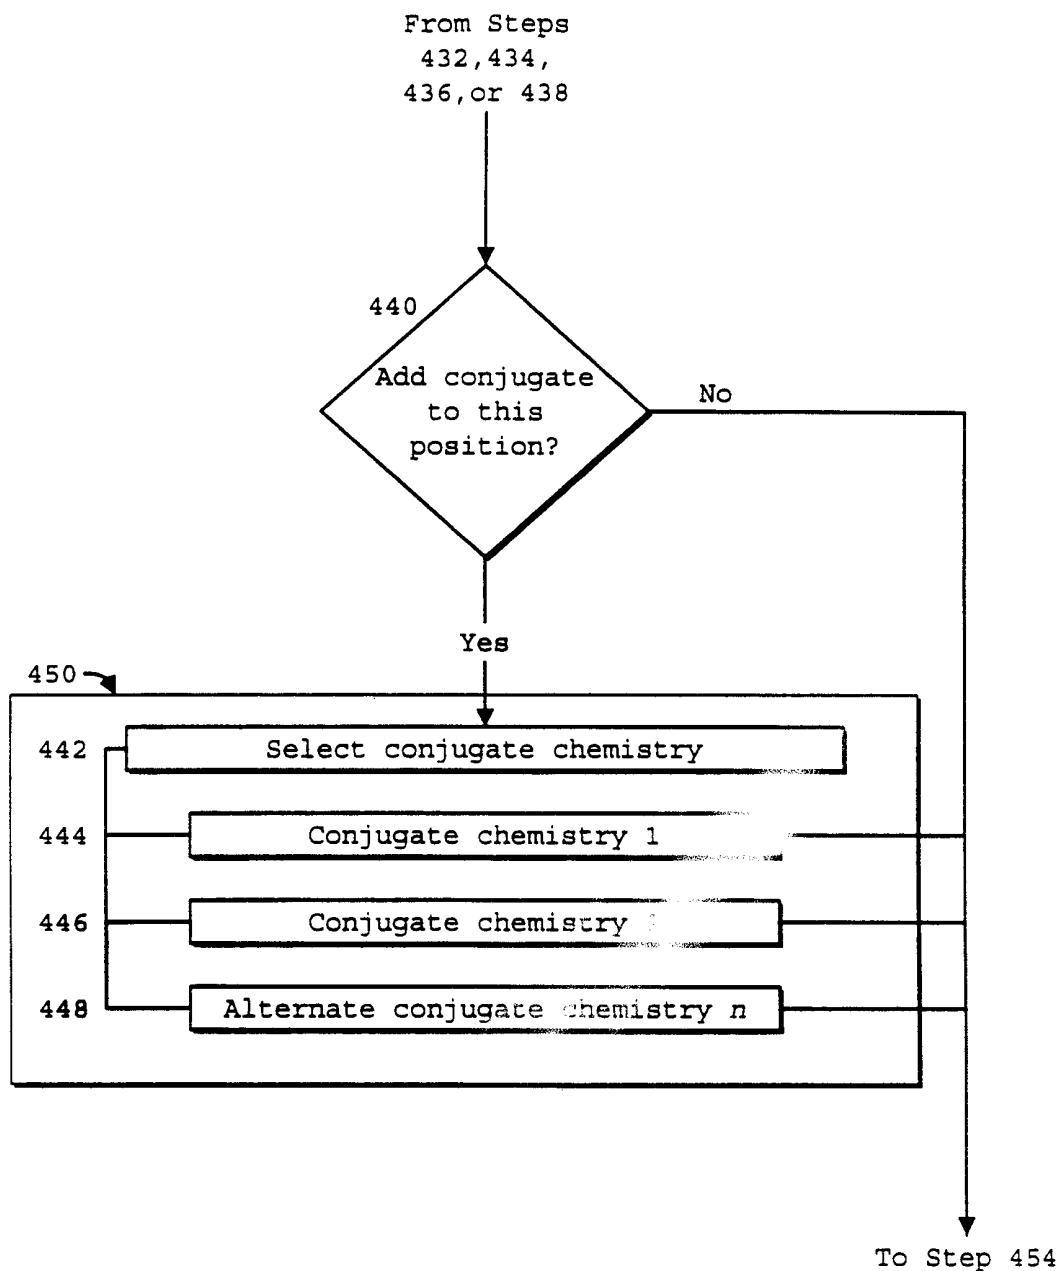 From Steps
432,434,
436,or 438
440
Add conjugate
to this
position?
No
Yes
450
442 Select conjugate chemistry
444 Conjugate chemistry 1
446 Conjugate chemistry
448 Alternate conjugate chemistry n
To Step 454